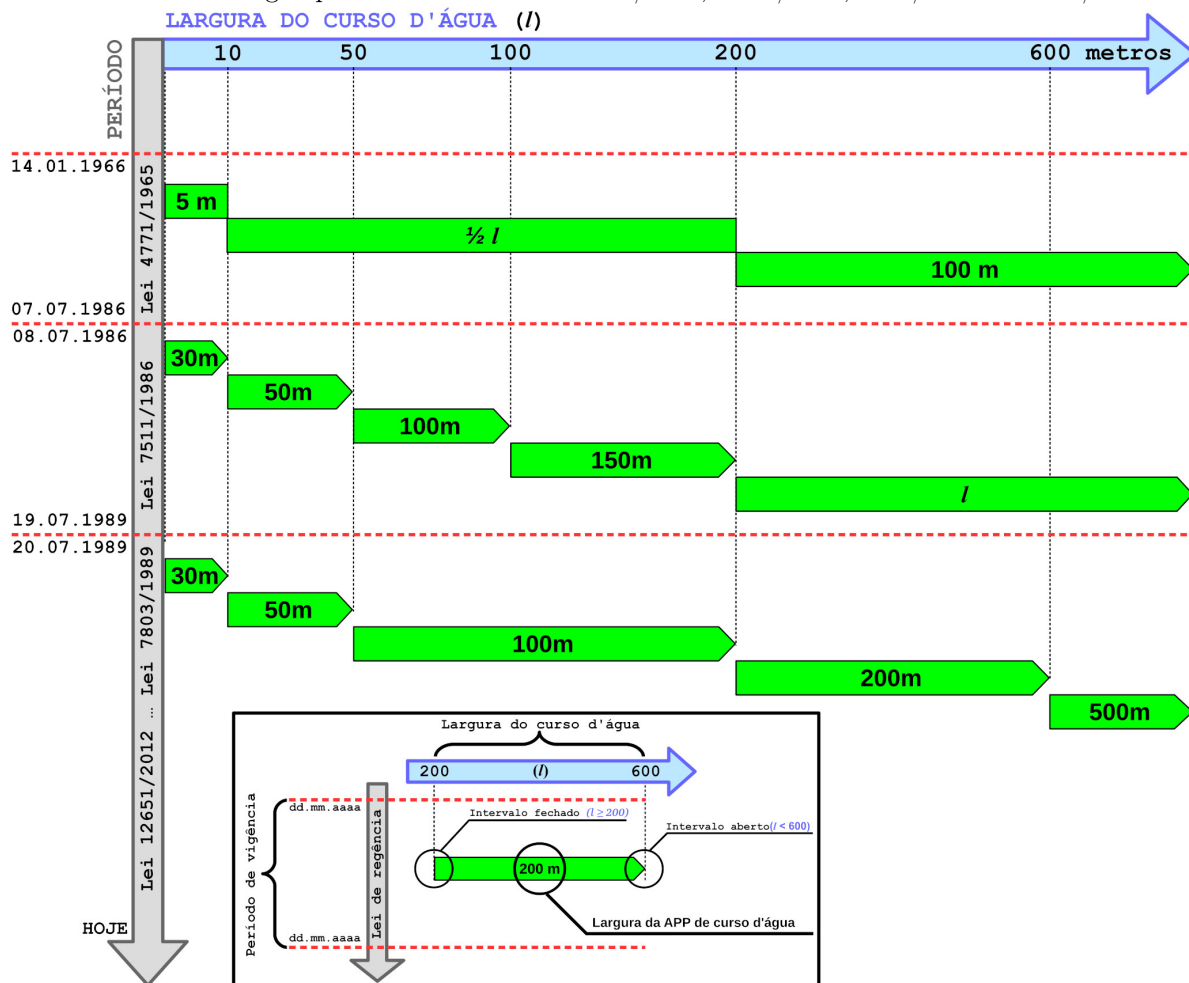 LARGURA DO CURSO D'ÁGUA (l)
10 50 100 200 600 metros
PERÍODO
14.01.1966
Lei 4771/1965
5 m
½ l
100 m
07.07.1986
08.07.1986
Lei 7511/1986
30m
50m
100m
150m
l
19.07.1989
20.07.1989
Lei 12651/2012 … Lei 7803/1989
30m
50m
100m
200m
500m
HOJE
Largura do curso d'água
200 (l) 600
Período de vigência
dd.mm.aaaa
Lei de regência
Intervalo fechado (l ≥ 200)
Intervalo aberto(l < 600)
200 m
Largura da APP de curso d'água
dd.mm.aaaa